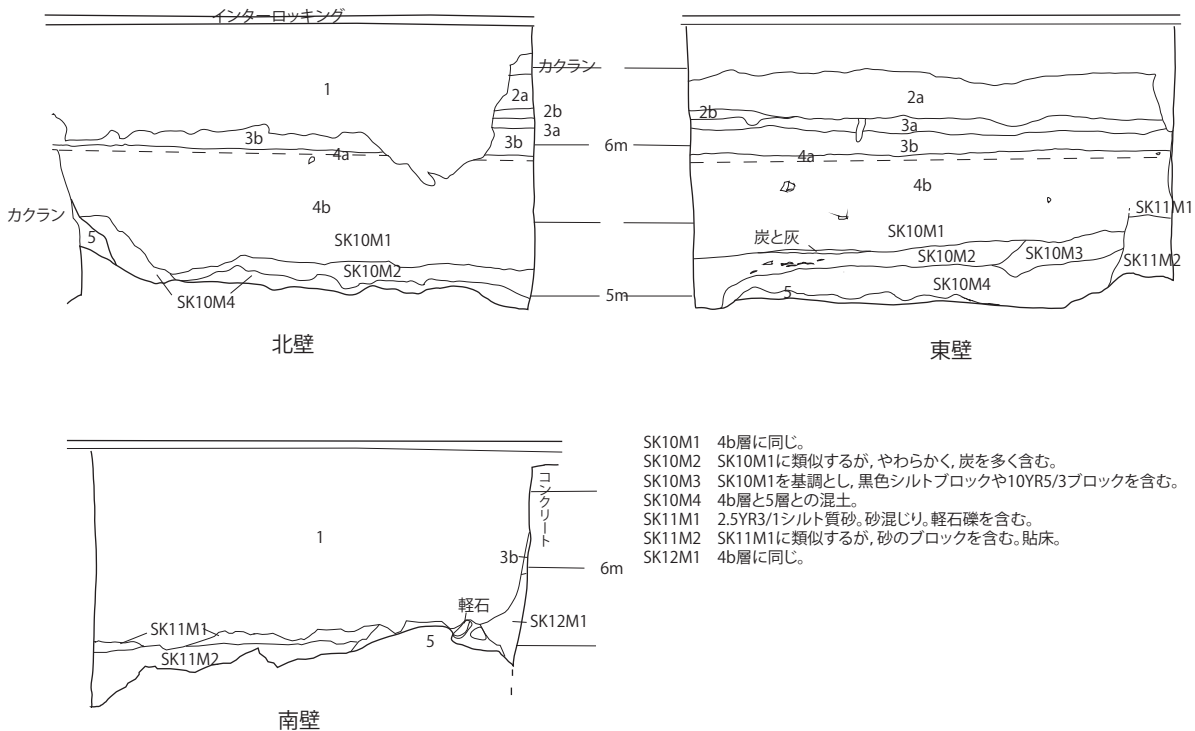 インターロッキング
1
カクラン
2a
2b
3a
3b
3b
4a
6m
カクラン
4b
5
SK10M1
SK10M2
SK10M4
5m
北壁
2a
2b
3a
3b
4a
4b
SK11M1
炭と灰
SK10M1
SK10M2
SK10M3
SK11M2
SK10M4
5
東壁
コンクリート
1
3b
6m
軽石
SK11M1
SK12M1
5
SK11M2
南壁
SK10M1 4b層に同じ。
SK10M2 SK10M1に類似するが, やわらかく, 炭を多く含む。
SK10M3 SK10M1を基調とし, 黒色シルトブロックや10YR5/3ブロックを含む。
SK10M4 4b層と5層との混土。
SK11M1 2.5YR3/1シルト質砂。砂混じり。軽石礫を含む。
SK11M2 SK11M1に類似するが, 砂のブロックを含む。貼床。
SK12M1 4b層に同じ。